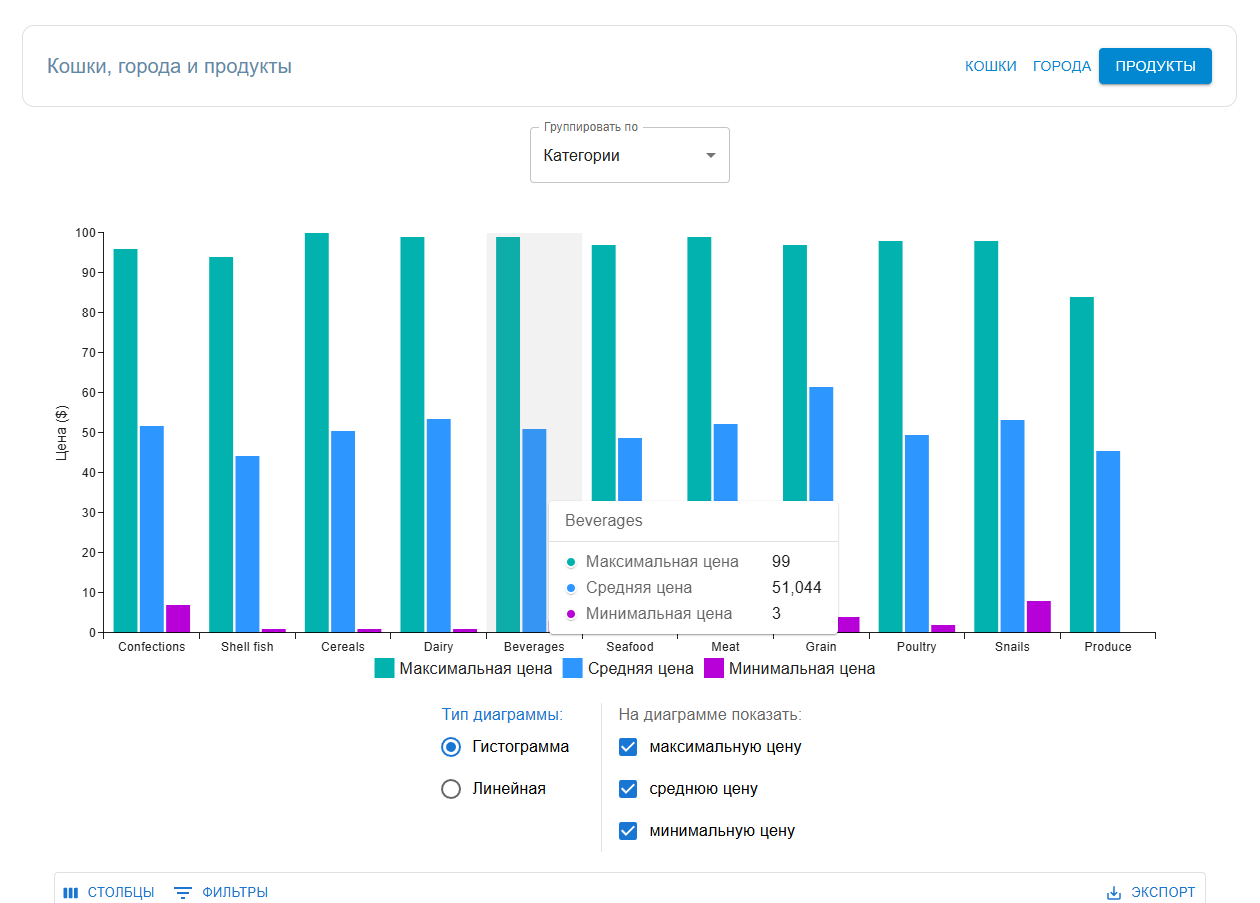 Кошки, города и продукты
КОШКИ ГОРОДА ПРОДУКТЫ
Группировать по
Категории
100
90
80
70
60
50
40
30
20
10
0
Цена ($)
Beverages
Максимальная цена 99
Средняя цена 51,044
Минимальная цена 3
Confections Shell fish Cereals Dairy Beverages Seafood Meat Grain Poultry Snails Produce
Максимальная цена Средняя цена Минимальная цена
Тип диаграммы:
Гистограмма
Линейная
На диаграмме показать:
максимальную цену
среднюю цену
минимальную цену
СТОЛБЦЫ ФИЛЬТРЫ ЭКСПОРТ